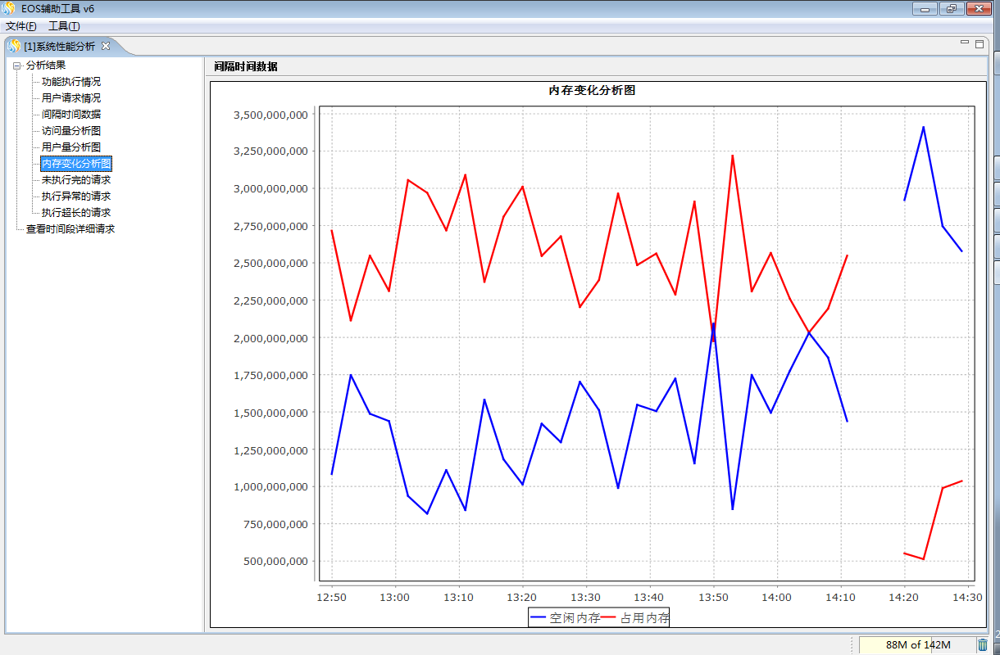 EOS辅助工具 v6
文件(F) 工具(T)
[1]系统性能分析
分析结果
功能执行情况
用户请求情况
间隔时间数据
访问量分析图
用户量分析图
内存变化分析图
未执行完的请求
执行异常的请求
执行超长的请求
查看时间段详细请求
间隔时间数据
内存变化分析图
3,500,000,000
3,250,000,000
3,000,000,000
2,750,000,000
2,500,000,000
2,250,000,000
2,000,000,000
1,750,000,000
1,500,000,000
1,250,000,000
1,000,000,000
750,000,000
500,000,000
12:50 13:00 13:10 13:20 13:30 13:40 13:50 14:00 14:10 14:20 14:30
空闲内存 占用内存
88M of 142M